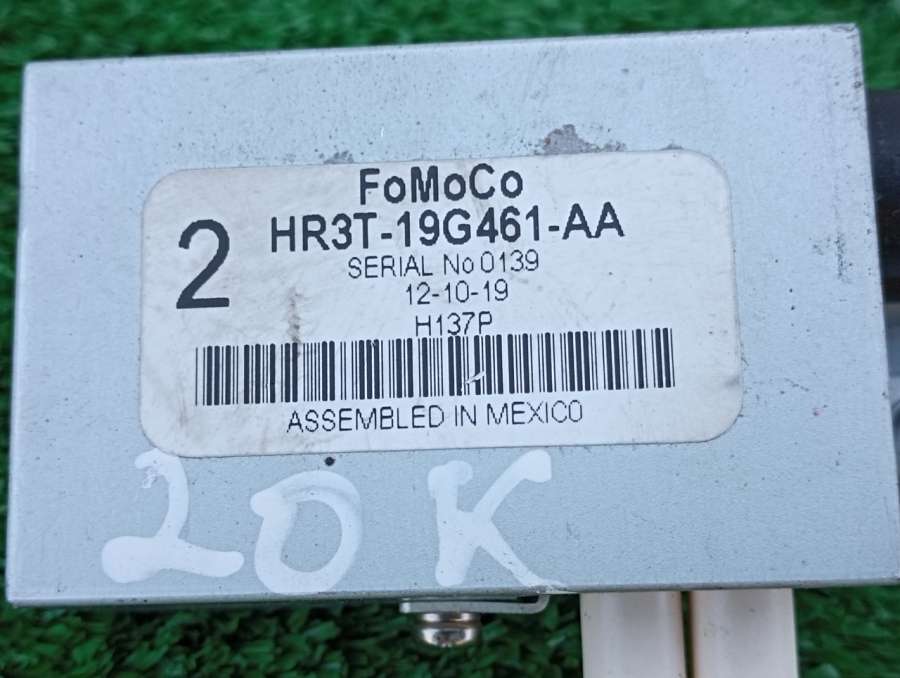 FoMoCo
2
HR3T-19G461-AA
SERIAL No 0139
12-10-19
H137P
ASSEMBLED IN MEXICO
20K